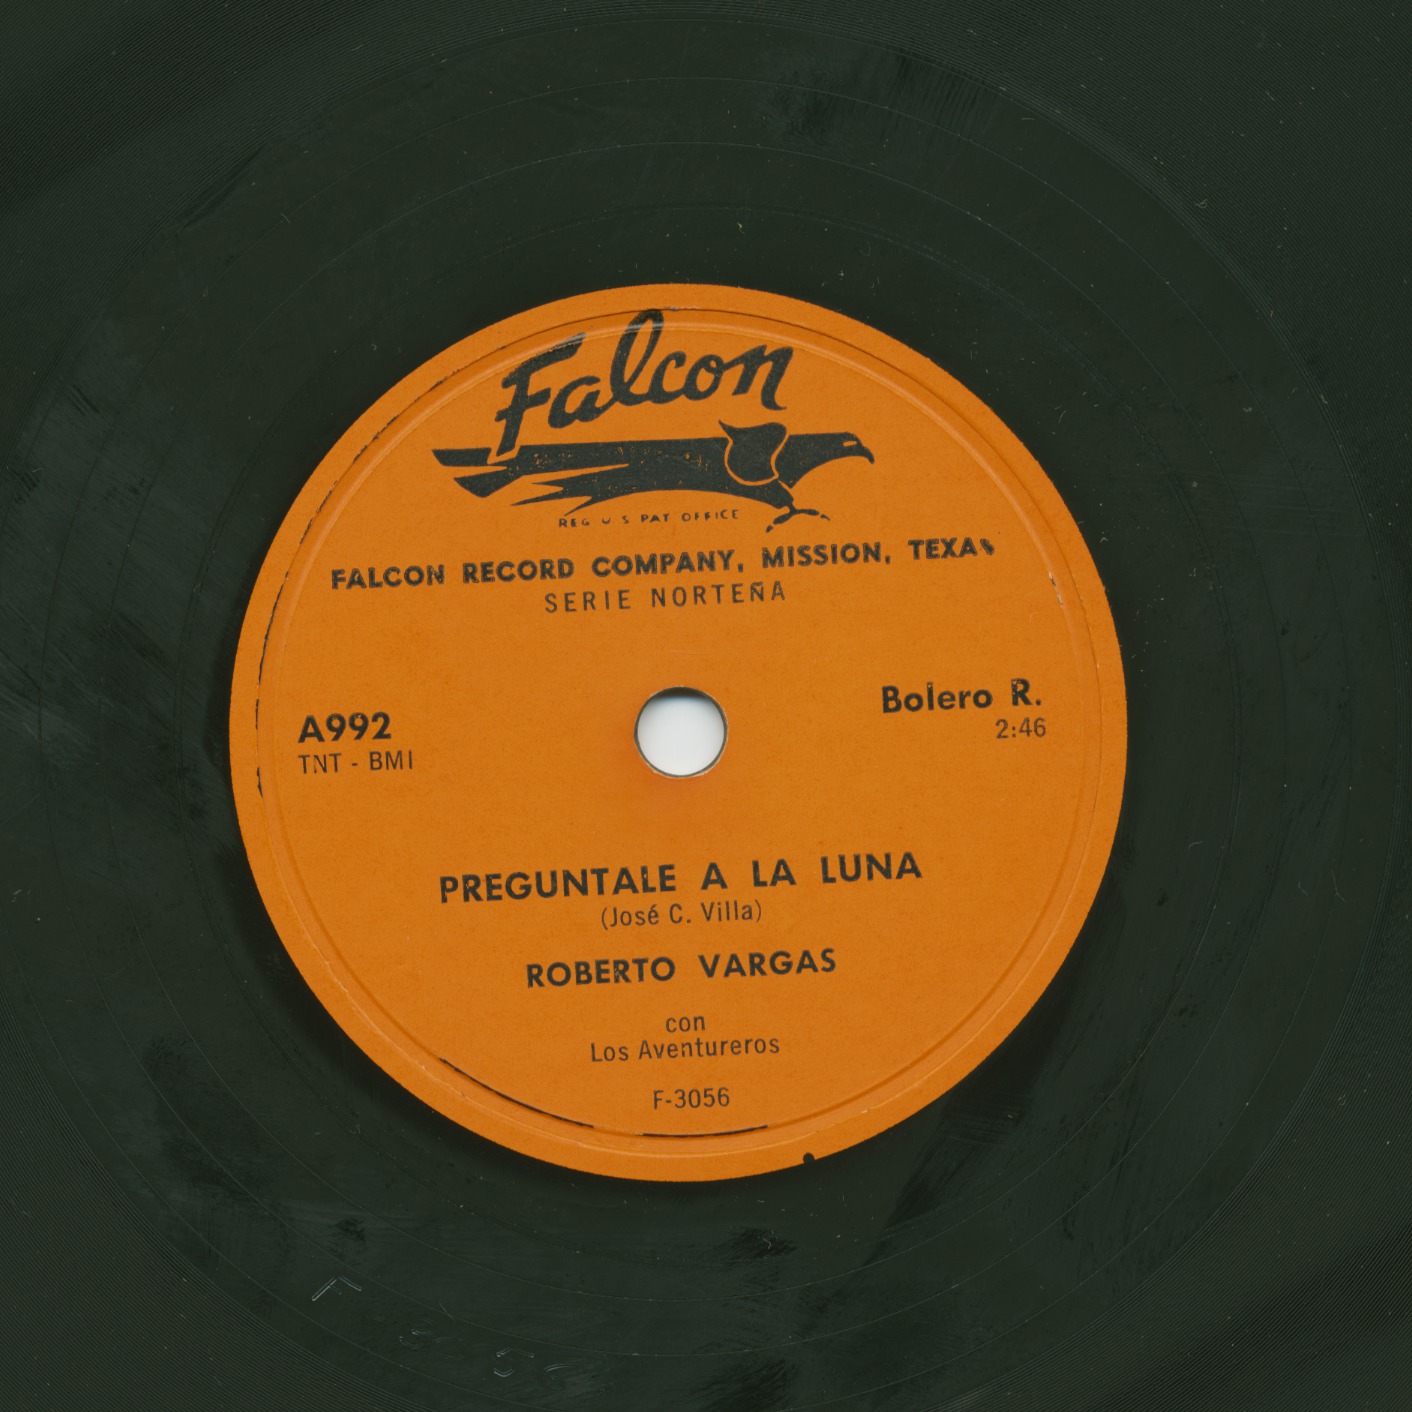 Falcon
REG U S PAT OFFICE
FALCON RECORD COMPANY, MISSION, TEXAS
SERIE NORTEÑA
A992
TNT - BMI
Bolero R.
2:46
PREGUNTALE A LA LUNA
(José C. Villa)
ROBERTO VARGAS
con
Los Aventureros
F-3056